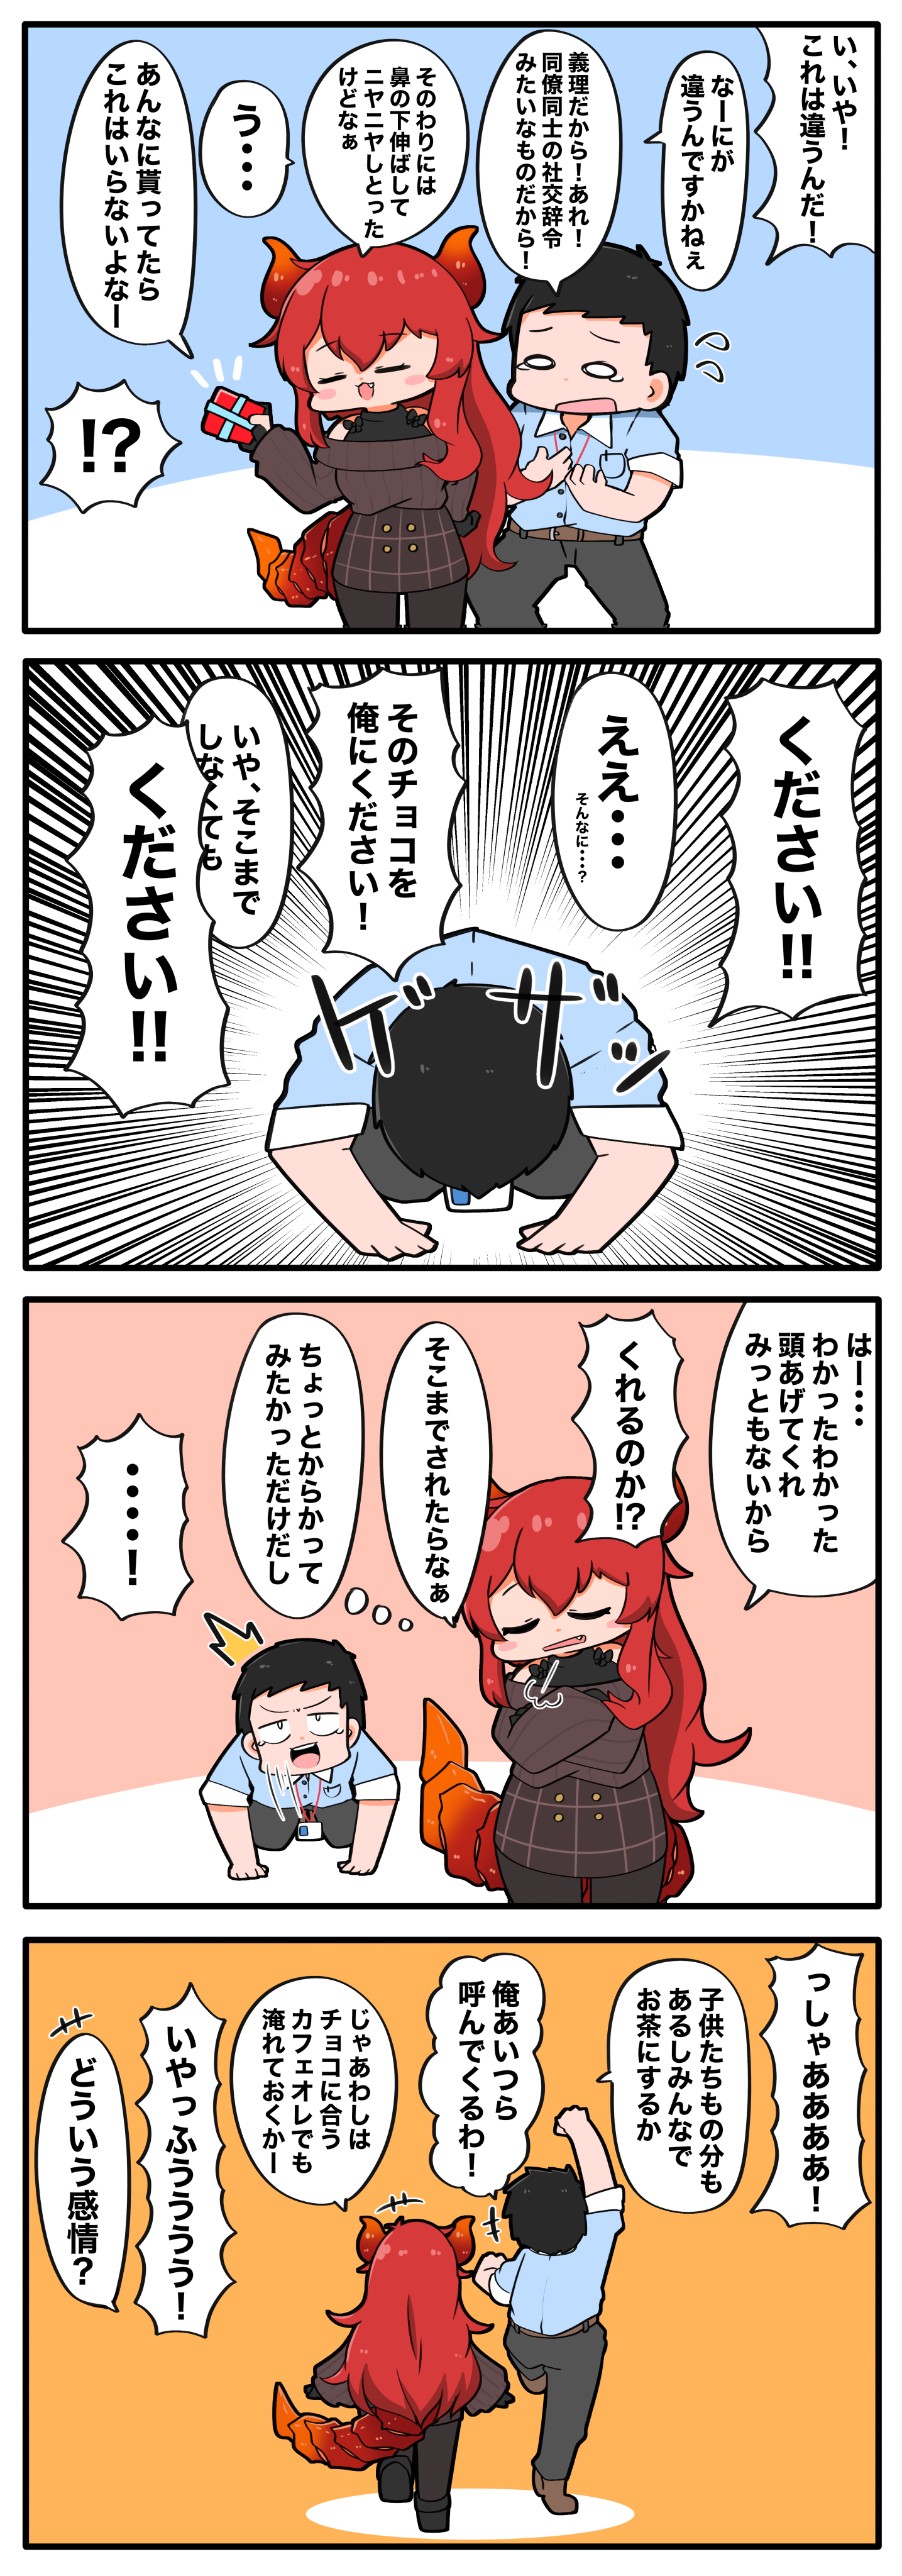 い、いや！
これは違うんだ！
なーにが
違うんですかねぇ
義理だから！あれ！
同僚同士の社交辞令
みたいなものだから！
そのわりには
鼻の下伸ばして
ニヤニヤしとった
けどなぁ
う・・・
あんなに貰ってたら
これはいらないよなー
!?
ください!!
ええ・・・
そんなに・・・？
そのチョコを
俺にください！
いや、そこまで
しなくても
ください!!
ゲザッ
はー・・・
わかったわかった
頭あげてくれ
みっともないから
くれるのか!?
そこまでされたらなぁ
ちょっとからかって
みたかっただけだし
・・・・！
っしゃああああ！
子供たちもの分も
あるしみんなで
お茶にするか
俺あいつら
呼んでくるわ！
じゃあわしは
チョコに合う
カフェオレでも
淹れておくかー
いやっふうううう！
どういう感情？